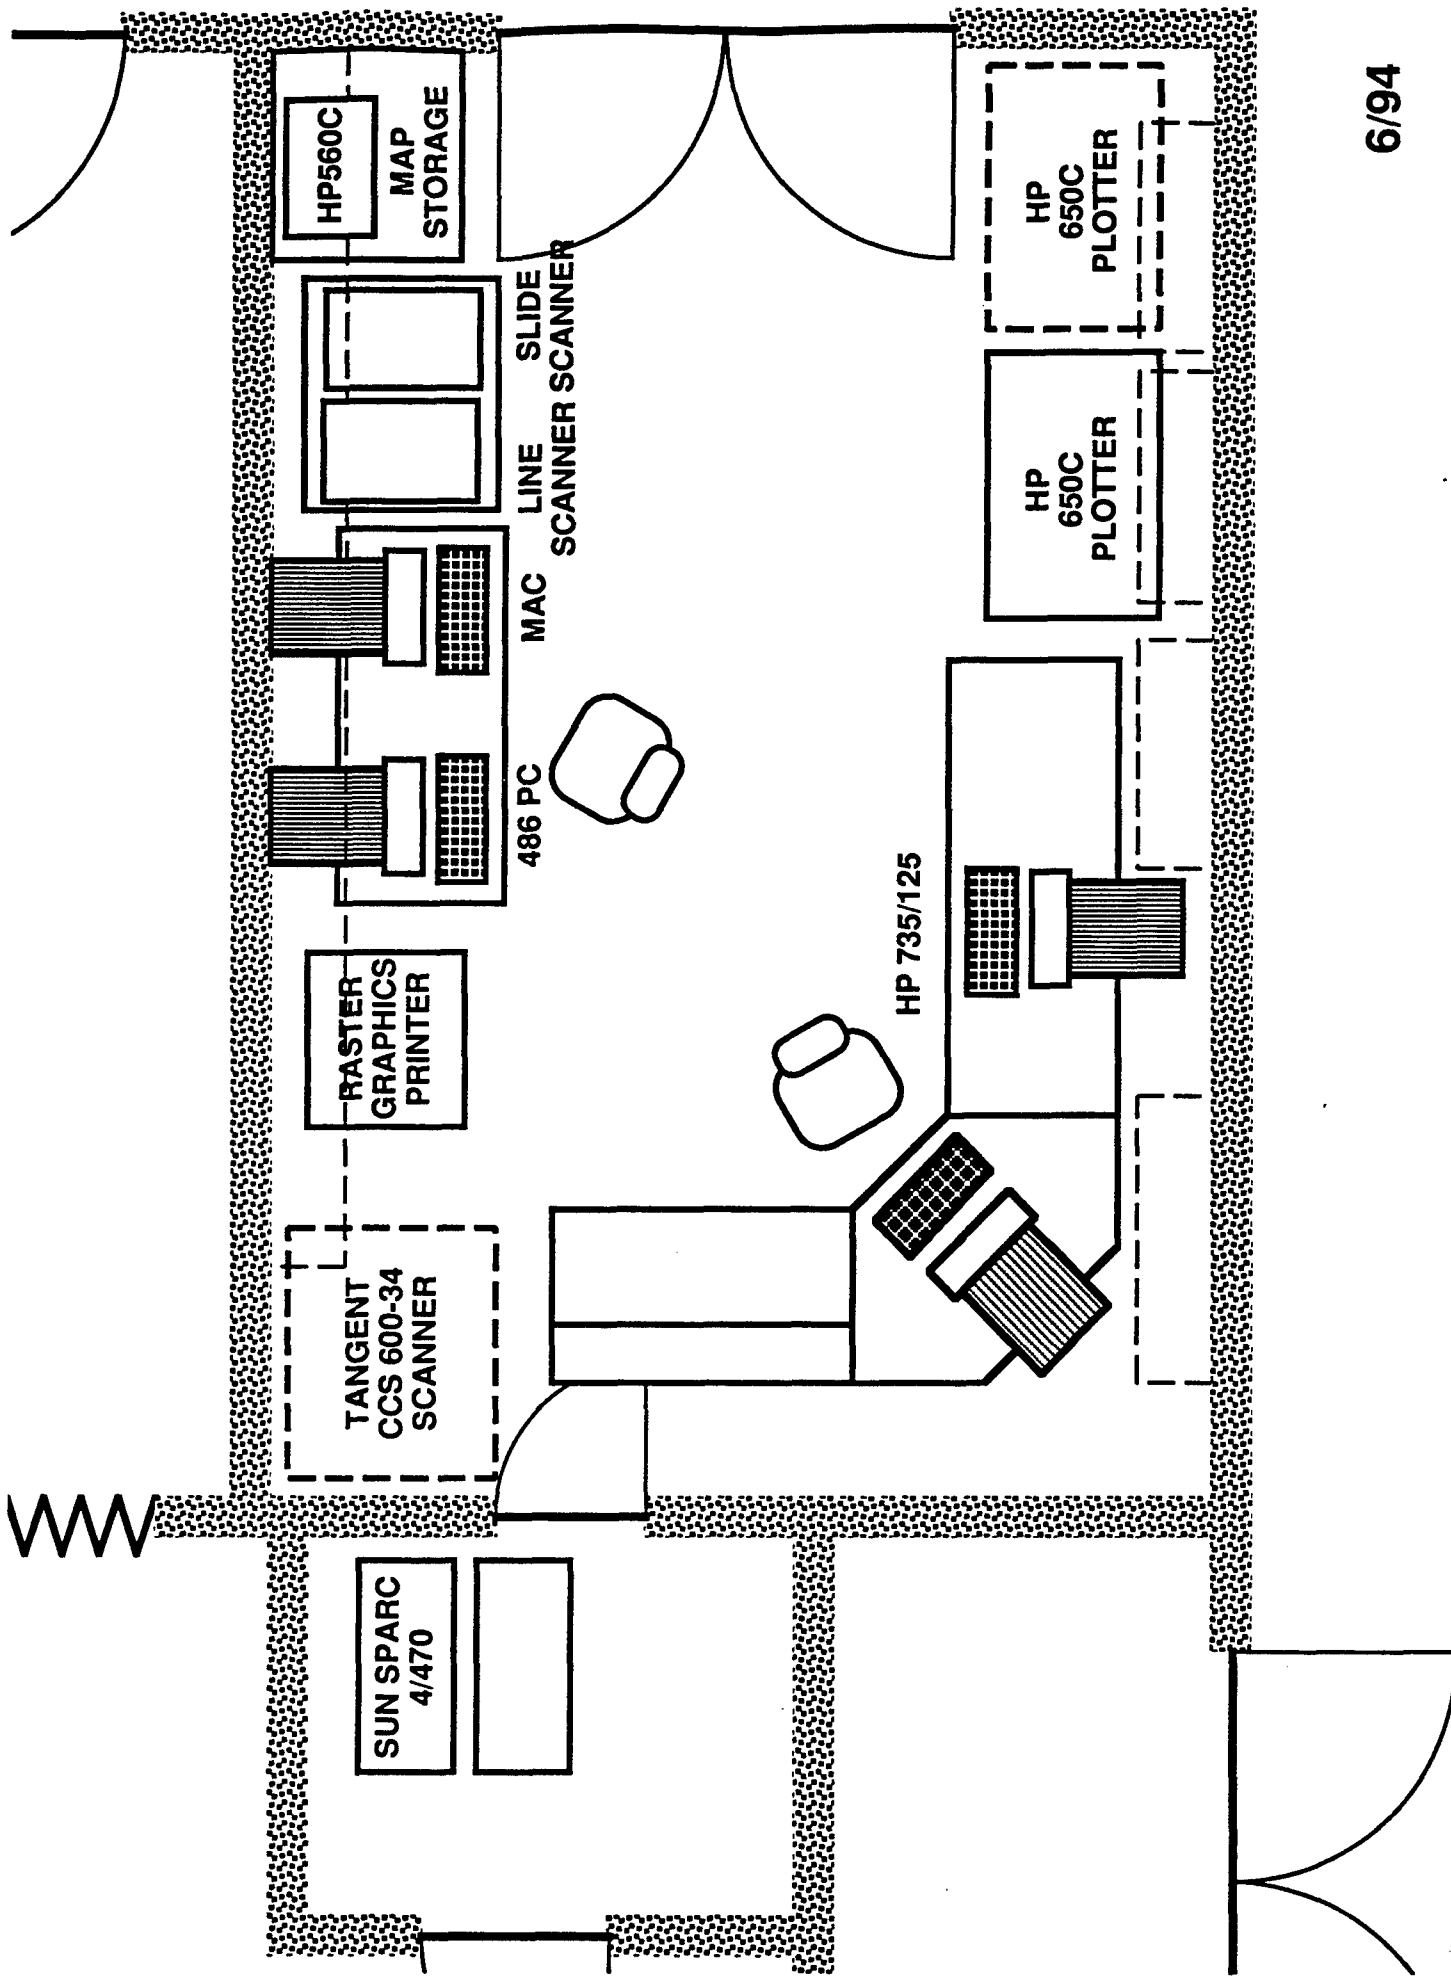 SUN SPARC
4/470
TANGENT
CCS 600-34
SCANNER
RASTER
GRAPHICS
PRINTER
486 PC
MAC
LINE
SCANNER
SLIDE
SCANNER
HP560C
MAP
STORAGE
HP 735/125
HP
650C
PLOTTER
HP
650C
PLOTTER
6/94